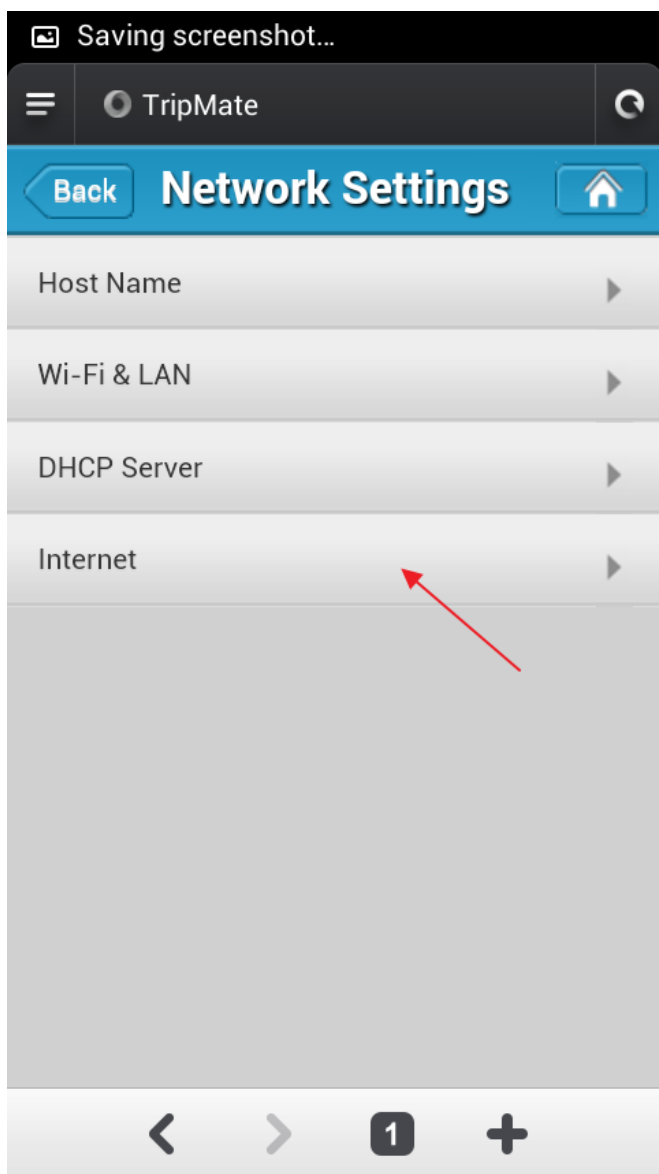 Saving screenshot...
TripMate
Back Network Settings
Host Name
Wi-Fi & LAN
DHCP Server
Internet
1